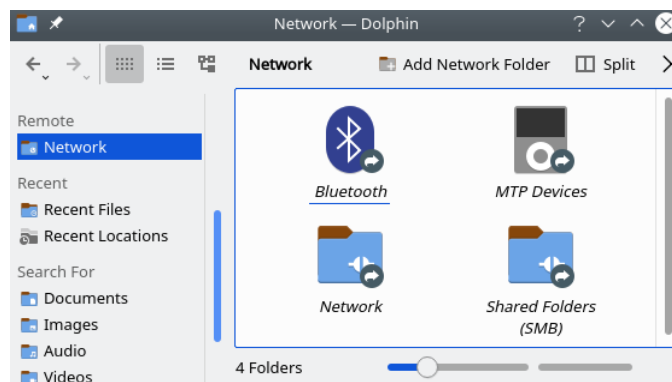 Network — Dolphin
Network
Add Network Folder
Split
Remote
Network
Recent
Recent Files
Recent Locations
Search For
Documents
Images
Audio
Videos
Bluetooth
MTP Devices
Network
Shared Folders
(SMB)
4 Folders